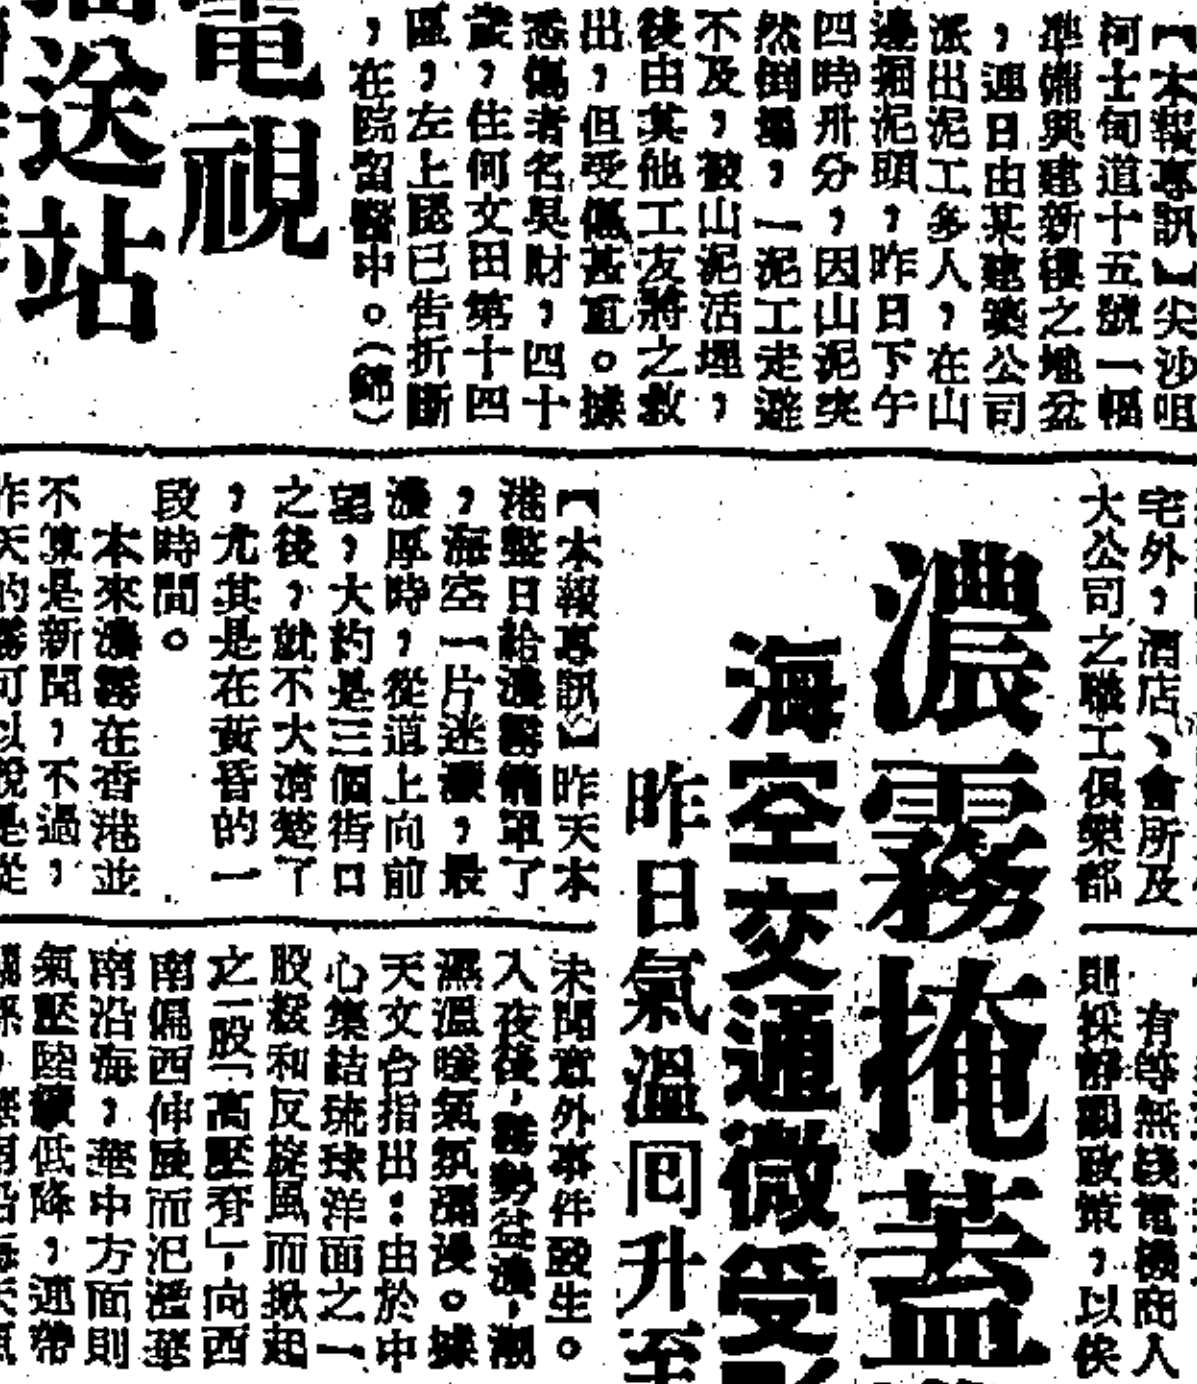 【本報專訊】尖沙咀
柯士甸道十五號一幅
準備興建新樓之地盆
，連日由某建築公司
派出泥工多人，在山
邊掘泥頭，昨日下午
四時卅分，因山泥突
然倒塌，一泥工走避
不及，被山泥活埋，
後由其他工友將之救
出，但受傷甚重。據
悉傷者名吳財，四十
歲，住何文田第十四
區，左上腿已告折斷
，在院留醫中。（錦）
電視
送站
宅外，酒店、會所及
大公司之職工俱樂部
有等無綫電機商人
則採靜觀政策，以俟
濃霧掩蓋
海空交通微受
昨日氣溫回升至
【本報專訊】昨天本
港整日給濃霧籠罩了
，海空一片迷濛，最
濃厚時，從道上向前
望，大約是三個街口
之後，就不大清楚了
，尤其是在黃昏的一
段時間。
本來濃霧在香港並
不算是新聞，不過，
昨天的霧可以說是從
未聞意外事件發生。
入夜後，霧勢益濃，潮
濕溫暖氣氛瀰漫。據
天文台指出：由於中
心集結琉球洋面之一
股緩和反旋風而掀起
之一股「高壓脊」，向西
南偏西伸展而氾濫華
南沿海，華中方面則
氣壓陸續低降，連帶